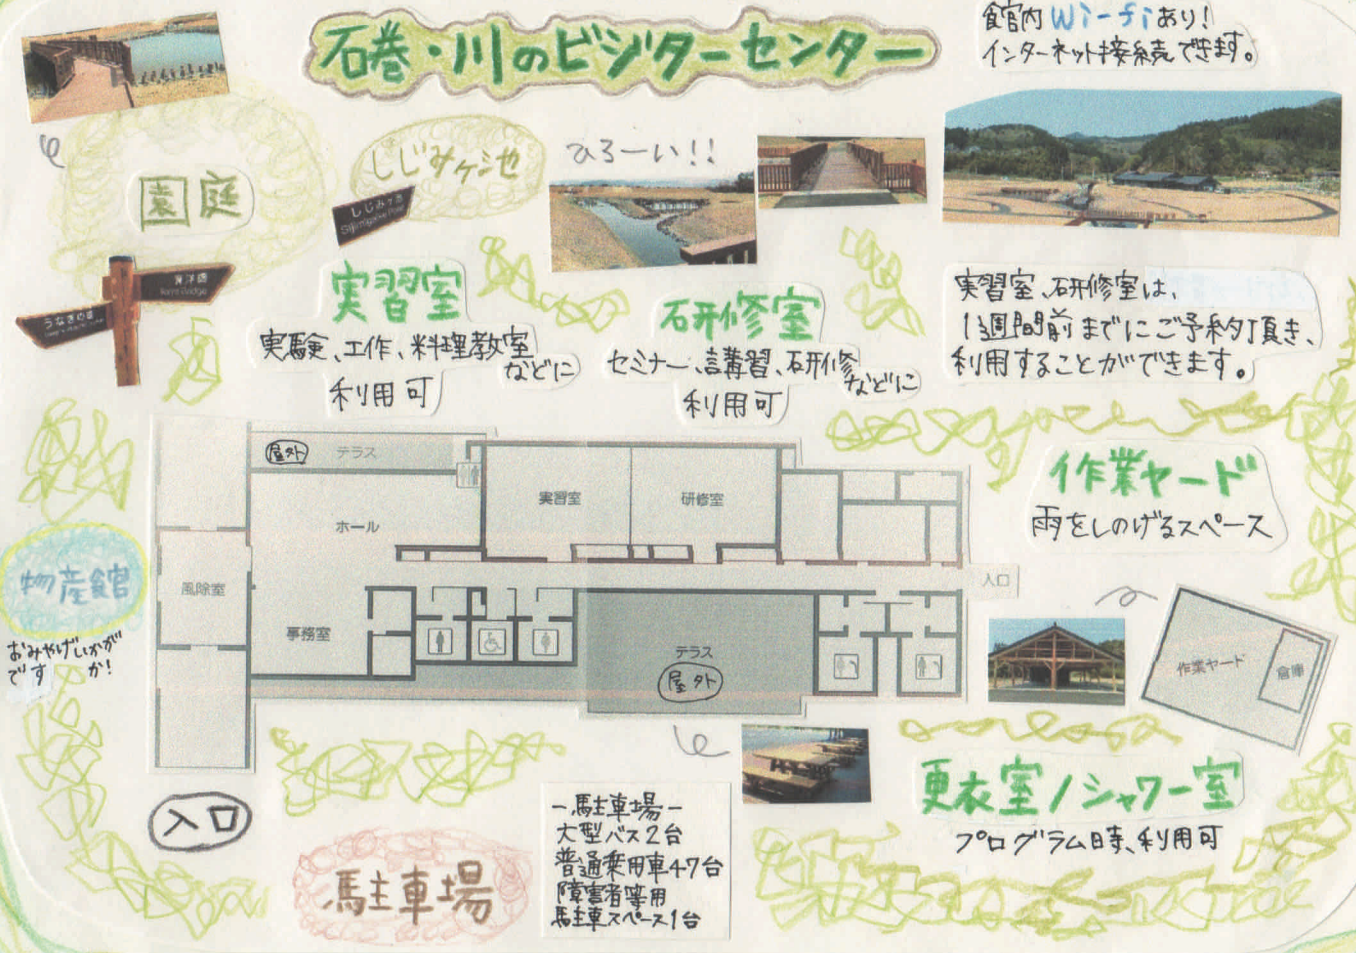 石巻・川のビジターセンター
館内Wi-fiあり!
インターネット接続できます。
園庭
しじみケ池
しじみケ池
ひろーい!!
うなぎの里
実習室
実験、工作、料理教室
などに
利用可
研修室
セミナー、講習、研修
などに
利用可
実習室、研修室は、
1週間前までにご予約頂き、
利用することができます。
作業ヤード
雨をしのげるスペース
屋外
テラス
ホール
実習室
研修室
風除室
事務室
テラス
屋外
入口
作業ヤード
倉庫
物産館
おみやげいかが
ですか!
入口
駐車場
-駐車場-
大型バス2台
普通乗用車47台
障害者等用
駐車スペース1台
更衣室/シャワー室
プログラム時、利用可